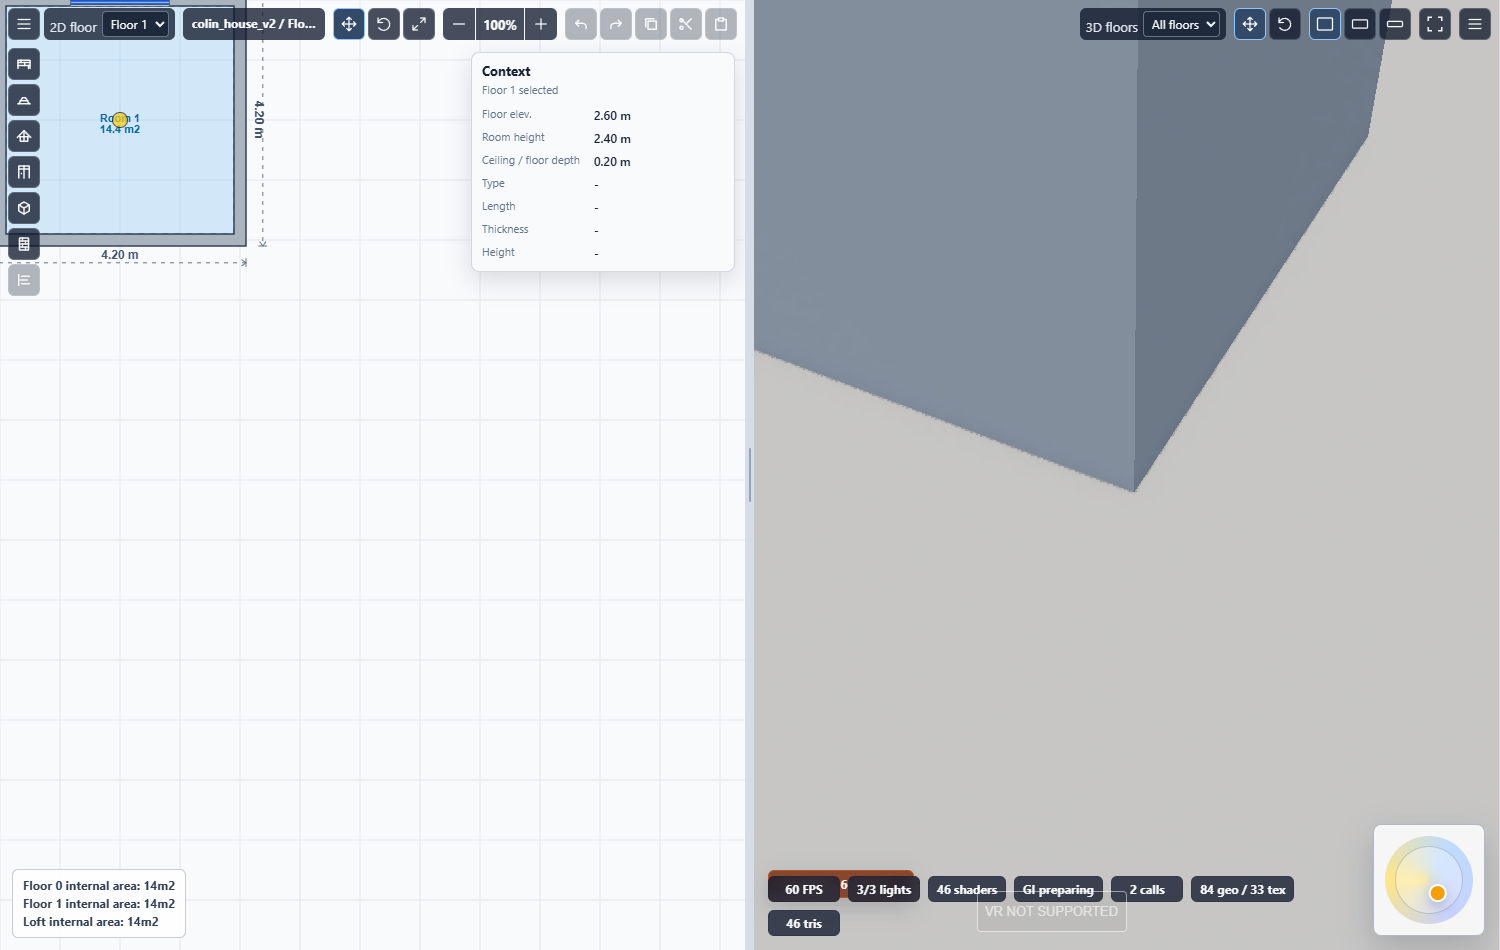 2D floor
Floor 1
colin_house_v2 / Flo...
100%
3D floors
All floors
Context
Floor 1 selected
Floor elev. 2.60 m
Room height 2.40 m
Ceiling / floor depth 0.20 m
Type -
Length -
Thickness -
Height -
Room 1
14.4 m2
4.20 m
4.20 m
Floor 0 internal area: 14m2
Floor 1 internal area: 14m2
Loft internal area: 14m2
60 FPS
3/3 lights
46 shaders
GI preparing
2 calls
84 geo / 33 tex
VR NOT SUPPORTED
46 tris